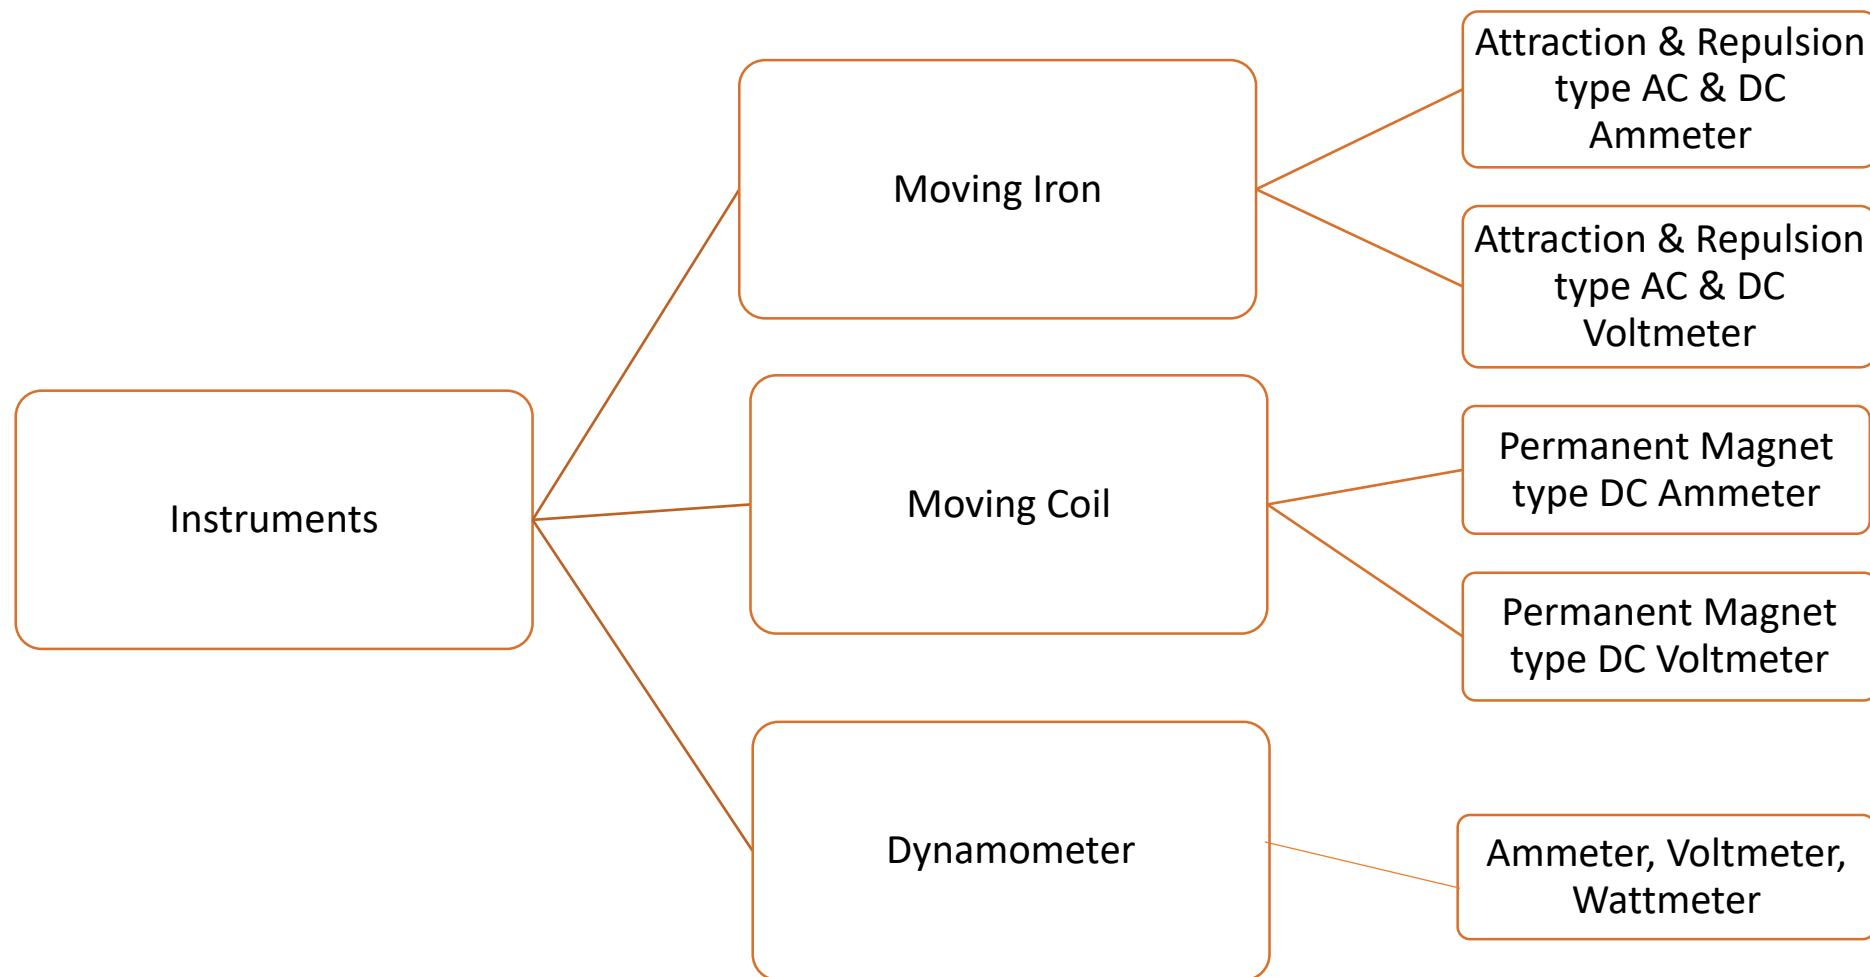 Instruments
Moving Iron
Attraction & Repulsion
type AC & DC
Ammeter
Attraction & Repulsion
type AC & DC
Voltmeter
Moving Coil
Permanent Magnet
type DC Ammeter
Permanent Magnet
type DC Voltmeter
Dynamometer
Ammeter, Voltmeter,
Wattmeter